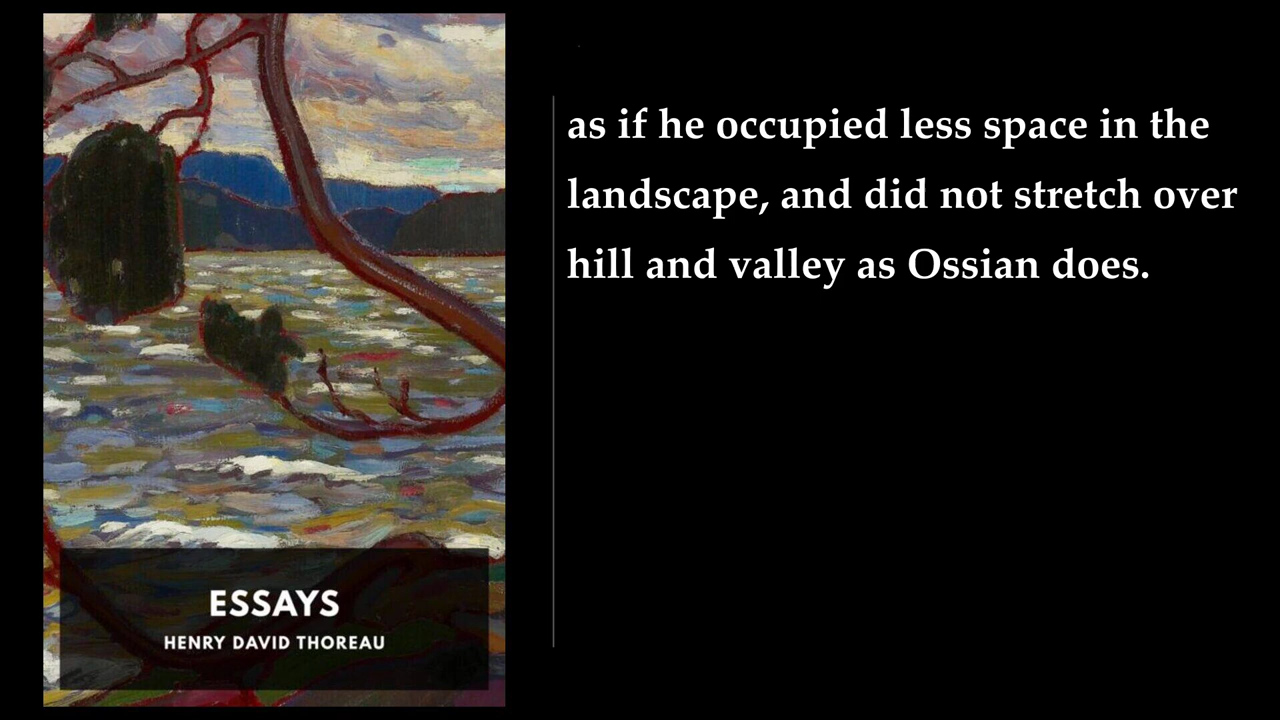 as if he occupied less space in the
landscape, and did not stretch over
hill and valley as Ossian does.
ESSAYS
HENRY DAVID THOREAU